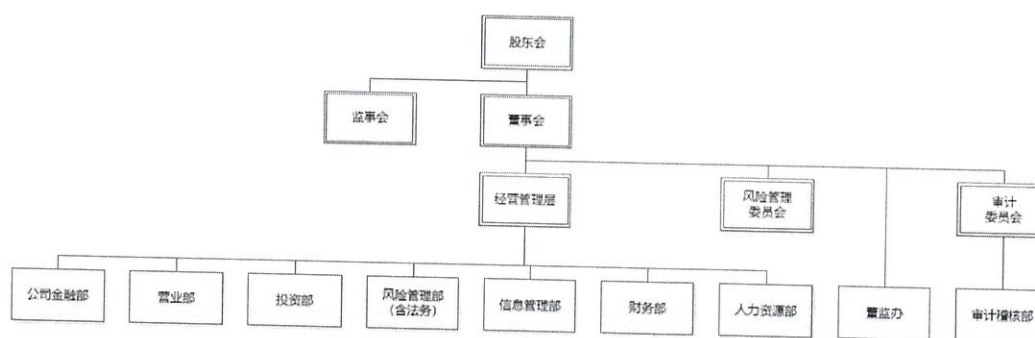 股东会
监事会
董事会
经营管理层
风险管理
委员会
审计
委员会
公司金融部
营业部
投资部
风险管理部
（含法务）
信息管理部
财务部
人力资源部
董监办
审计稽核部